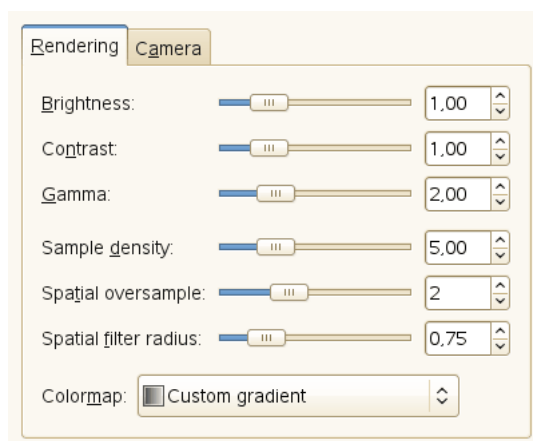 Rendering Camera
Brightness: 1,00
Contrast: 1,00
Gamma: 2,00
Sample density: 5,00
Spatial oversample: 2
Spatial filter radius: 0,75
Colormap: Custom gradient